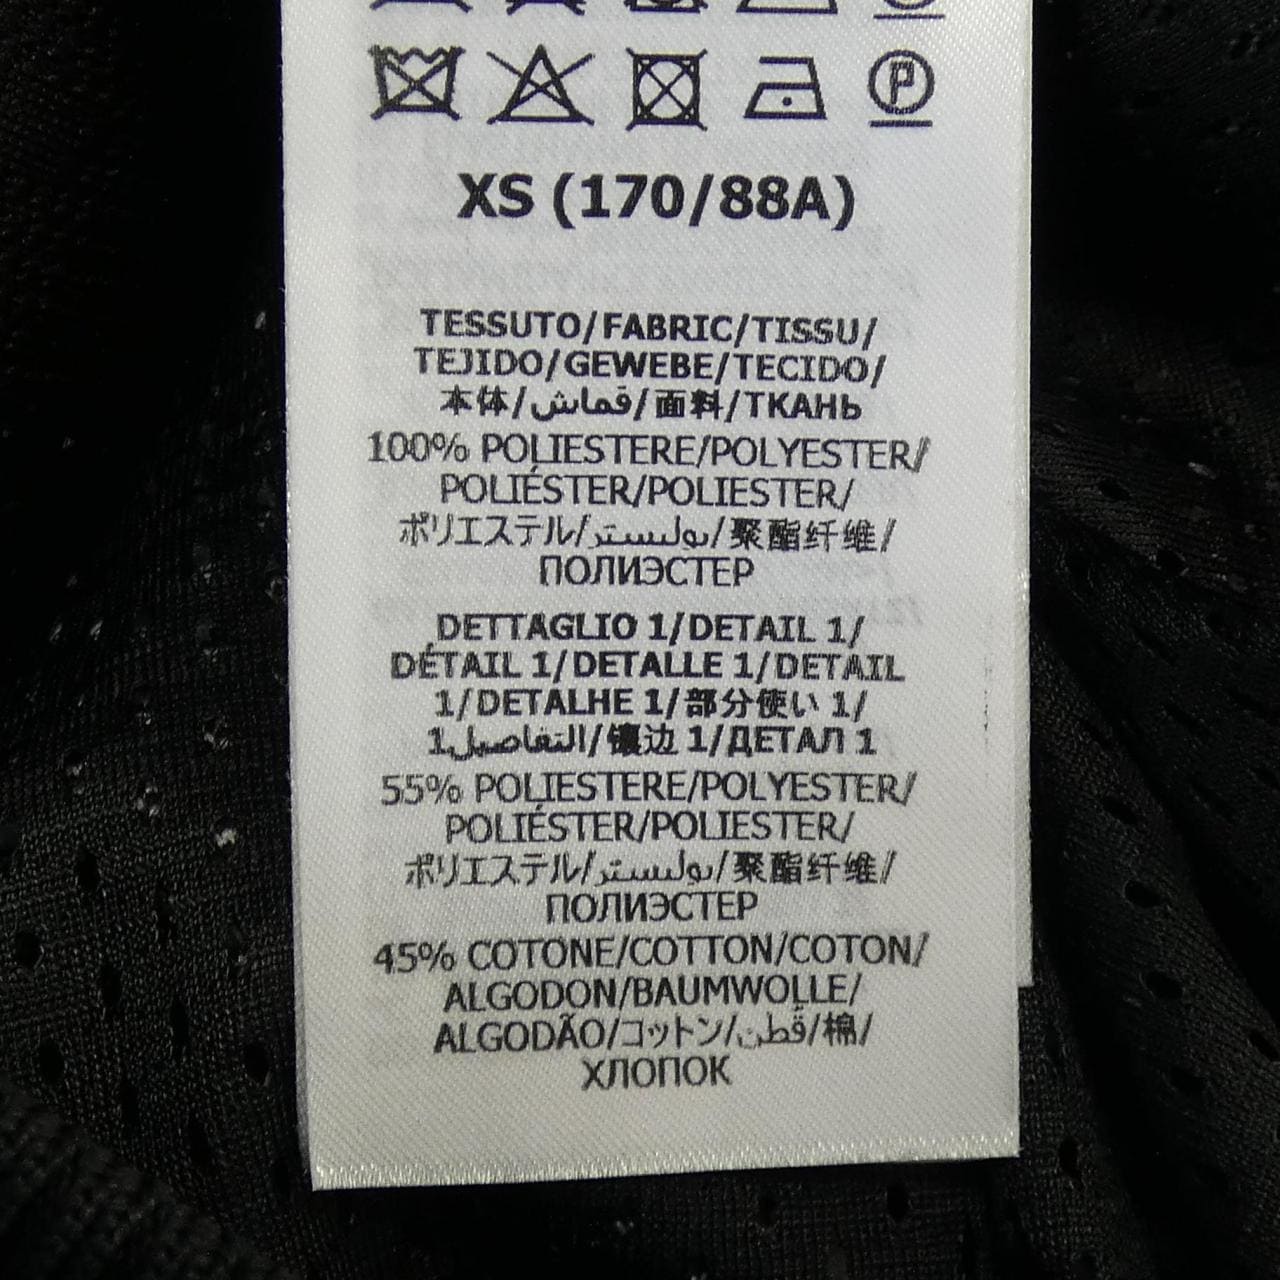 P
XS (170/88A)
TESSUTO/FABRIC/TISSU/
TEJIDO/GEWEBE/TECIDO/
本体/قماش/面料/ТКАНЬ
100% POLIESTERE/POLYESTER/
POLIÉSTER/POLIESTER/
ポリエステル/بوليستر/聚酯纤维/
ПОЛИЭСТЕР
DETTAGLIO 1/DETAIL 1/
DÉTAIL 1/DETALLE 1/DETAIL
1/DETALHE 1/部分使い 1/
التفاصيل1/镶边 1/ДЕТАЛ 1
55% POLIESTERE/POLYESTER/
POLIÉSTER/POLIESTER/
ポリエステル/بوليستر/聚酯纤维/
ПОЛИЭСТЕР
45% COTONE/COTTON/COTON/
ALGODON/BAUMWOLLE/
ALGODÃO/コットン/قطن/棉/
ХЛОПОК